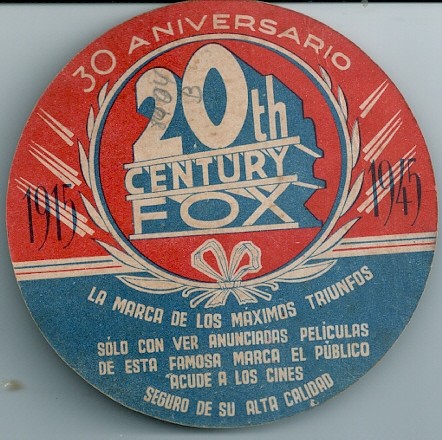 30 ANIVERSARIO
20th
CENTURY
FOX
1915
1945
LA MARCA DE LOS MÁXIMOS TRIUNFOS
SÓLO CON VER ANUNCIADAS PELÍCULAS
DE ESTA FAMOSA MARCA EL PÚBLICO
ACUDE A LOS CINES
SEGURO DE SU ALTA CALIDAD